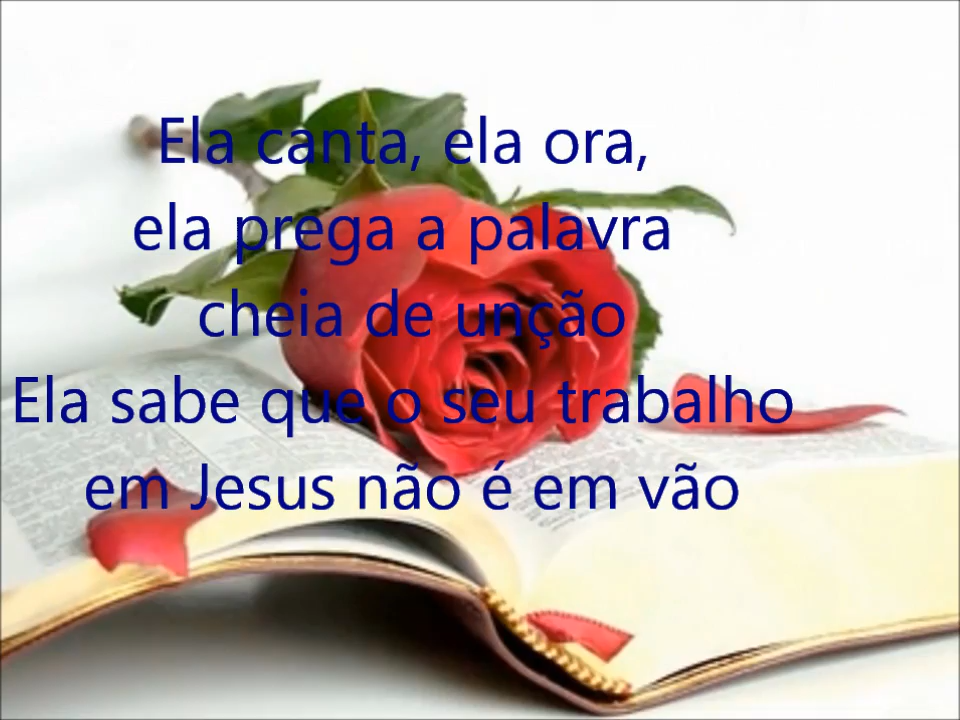 Ela canta, ela ora,
ela prega a palavra
cheia de unção
Ela sabe que o seu trabalho
em Jesus não é em vão